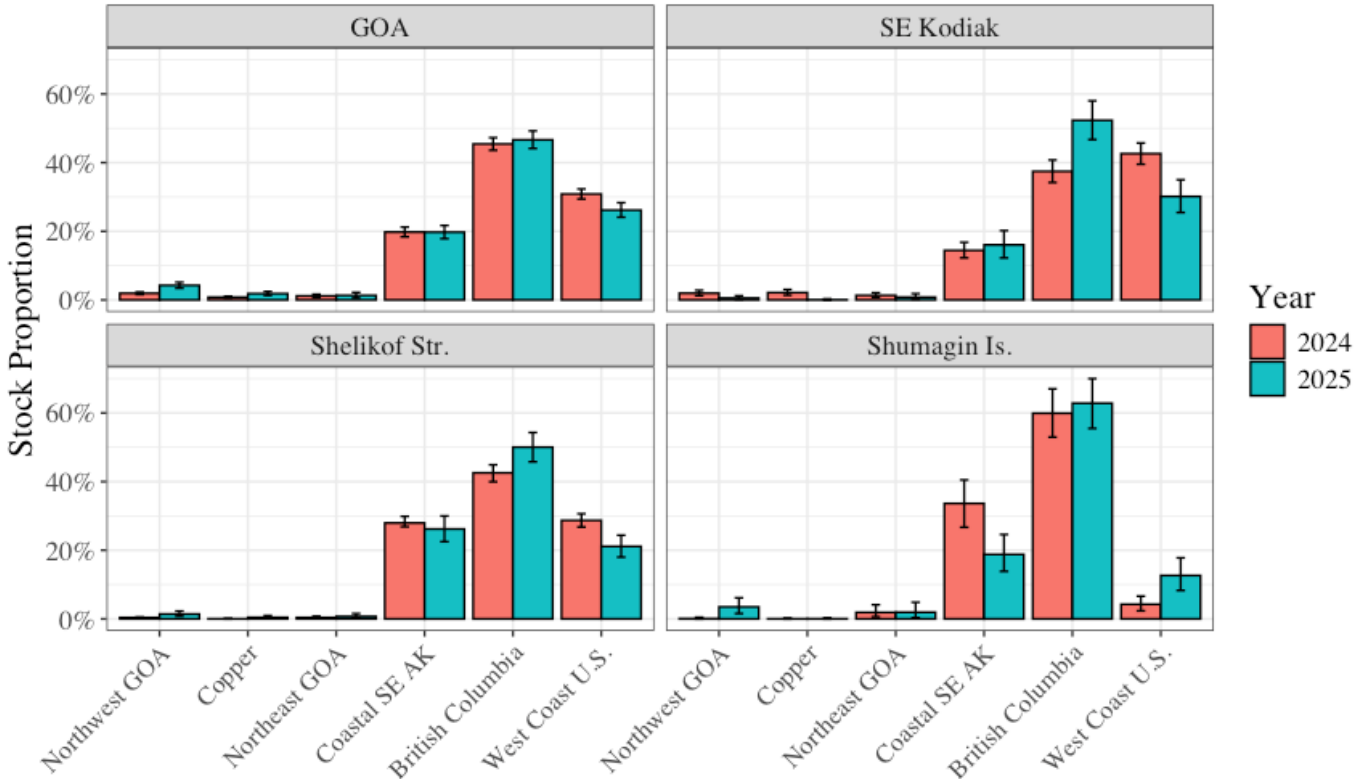 GOA
SE Kodiak
60%
40%
20%
0%
Shelikof Str.
Shumagin Is.
60%
40%
20%
0%
Stock Proportion
Northwest GOA
Copper
Northeast GOA
Coastal SE AK
British Columbia
West Coast U.S.
Northwest GOA
Copper
Northeast GOA
Coastal SE AK
British Columbia
West Coast U.S.
Year
2024
2025